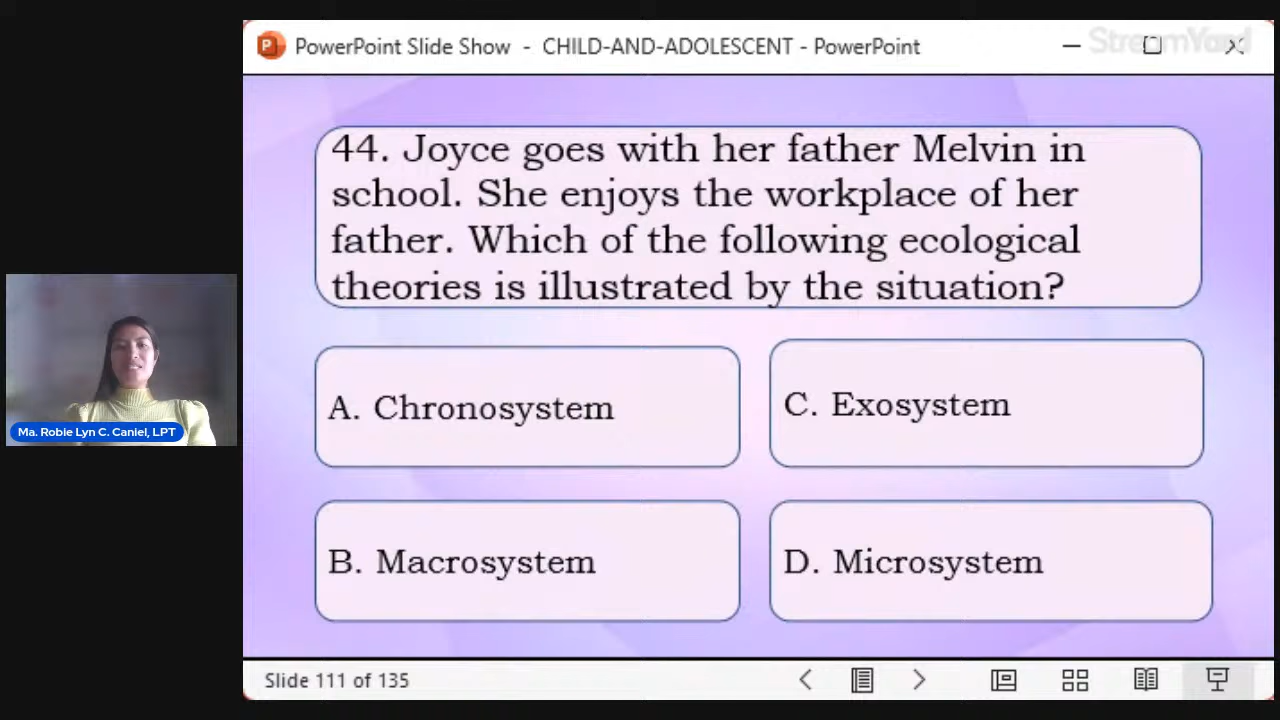 PowerPoint Slide Show - CHILD-AND-ADOLESCENT - PowerPoint
StreamYard
44. Joyce goes with her father Melvin in
school. She enjoys the workplace of her
father. Which of the following ecological
theories is illustrated by the situation?
A. Chronosystem
C. Exosystem
B. Macrosystem
D. Microsystem
Ma. Robie Lyn C. Caniel, LPT
Slide 111 of 135